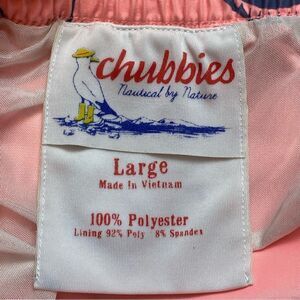 chubbies
Nautical by Nature
Large
Made In Vietnam
100% Polyester
Lining 92% Poly 8% Spandex